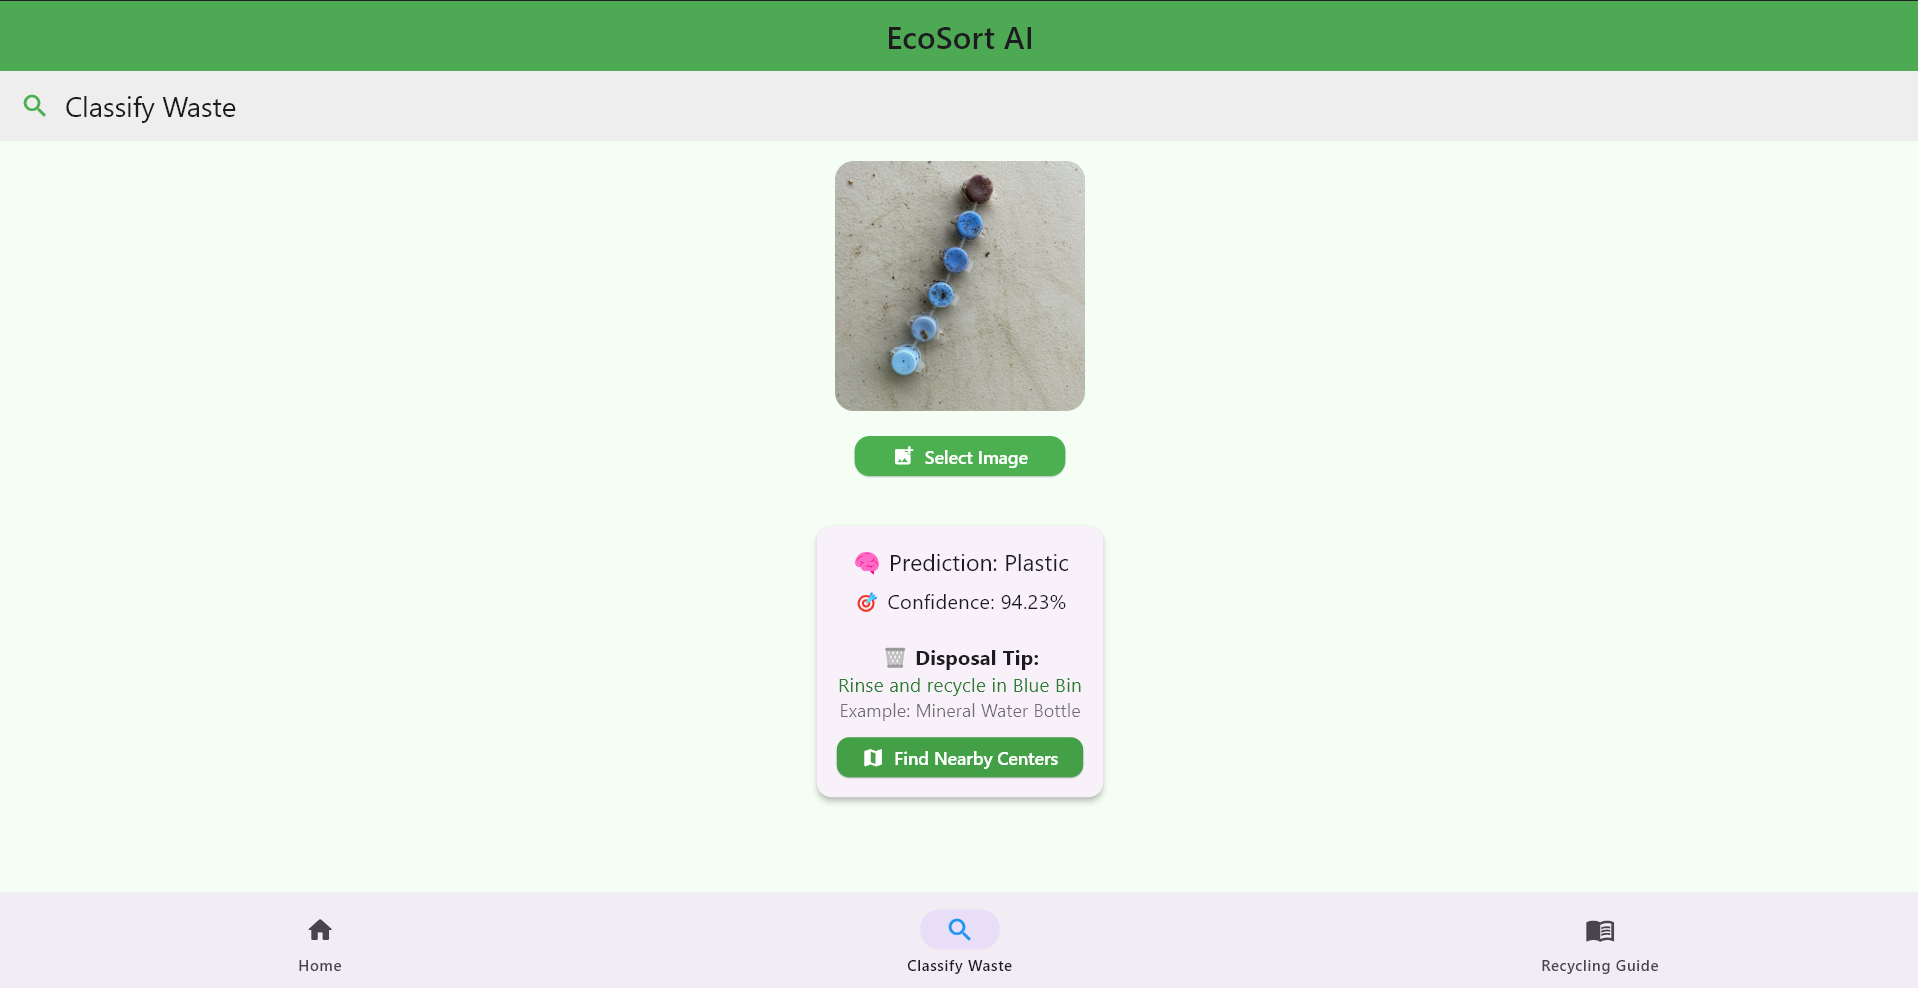 EcoSort AI
Classify Waste
Select Image
🧠 Prediction: Plastic
🎯 Confidence: 94.23%
🗑️ Disposal Tip:
Rinse and recycle in Blue Bin
Example: Mineral Water Bottle
Find Nearby Centers
Home
Classify Waste
Recycling Guide